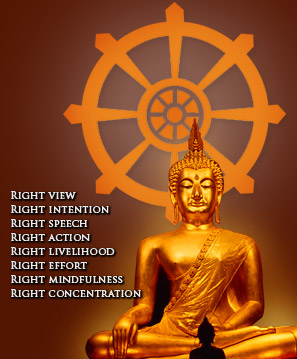 Right view
Right intention
Right speech
Right action
Right livelihood
Right effort
Right mindfulness
Right concentration